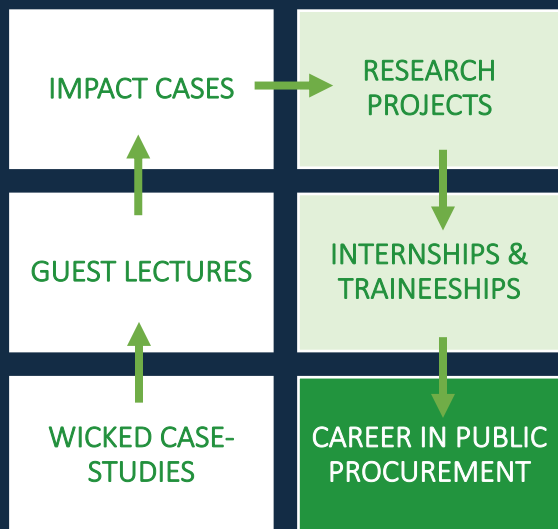 IMPACT CASES
RESEARCH
PROJECTS
GUEST LECTURES
INTERNSHIPS &
TRAINEESHIPS
WICKED CASE-
STUDIES
CAREER IN PUBLIC
PROCUREMENT